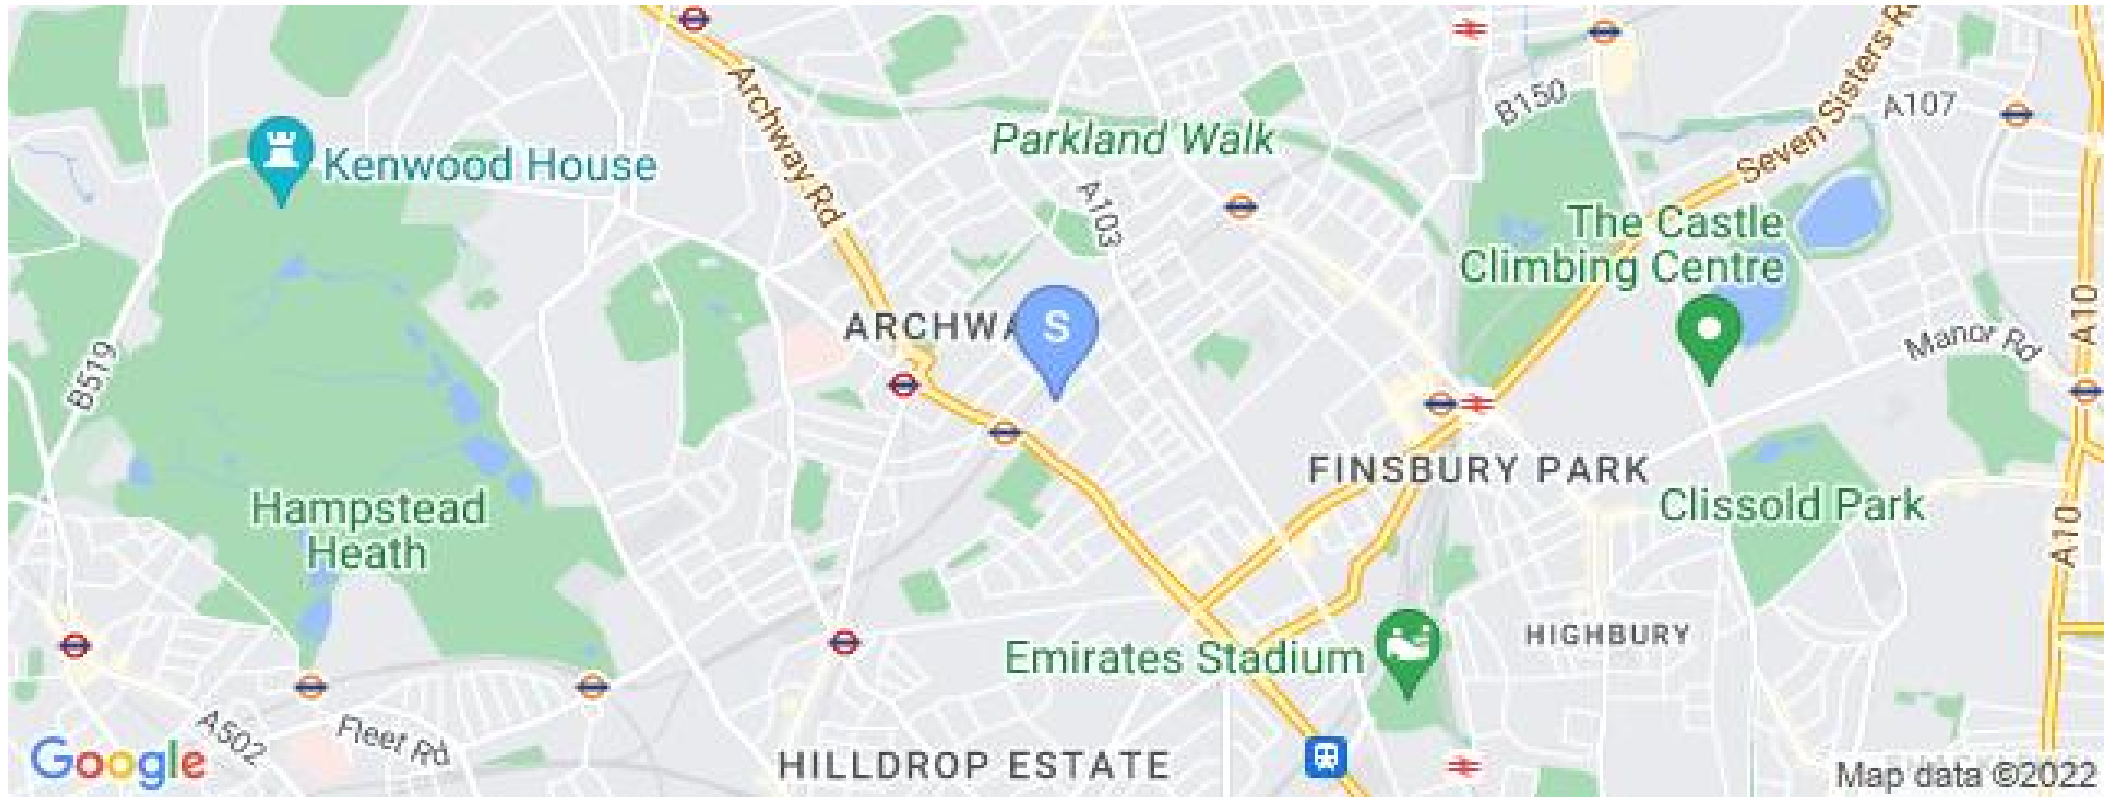 Archway Rd
Kenwood House
Parkland Walk
A103
B150
A107
Seven Sisters R
The Castle
Climbing Centre
ARCHWA
S
B519
Manor Rd
A10
FINSBURY PARK
Clissold Park
Hampstead
Heath
A10
Emirates Stadium
HIGHBURY
A502
Fleet Rd
HILLDROP ESTATE
Google
Map data ©2022